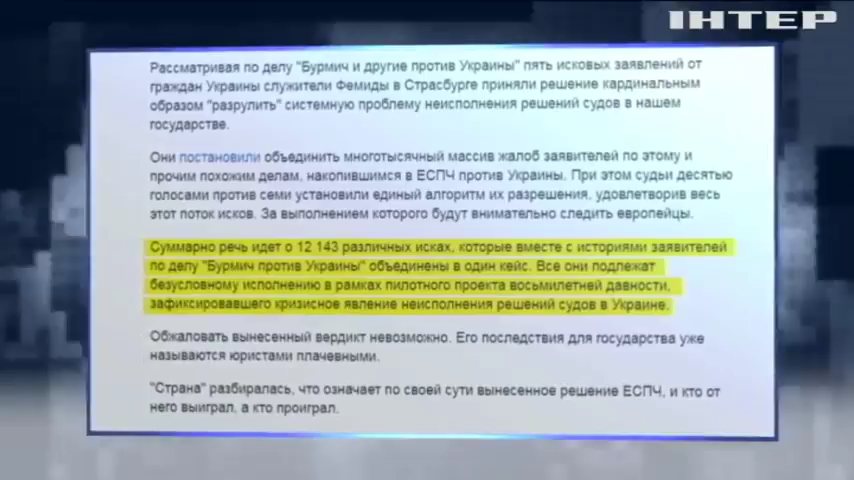 ІНТЕР
Рассматривая по делу "Бурмич и другие против Украины" пять исковых заявлений от
граждан Украины служители Фемиды в Страсбурге приняли решение кардинальным
образом "разрулить" системную проблему неисполнения решений судов в нашем
государстве.
Они постановили объединить многотысячный массив жалоб заявителей по этому и
прочим похожим делам, накопившимся в ЕСПЧ против Украины. При этом судьи десятью
голосами против семи установили единый алгоритм их разрешения, удовлетворив весь
этот поток исков. За выполнением которого будут внимательно следить европейцы.
Суммарно речь идет о 12 143 различных исках, которые вместе с историями заявителей
по делу "Бурмич против Украины" объединены в один кейс. Все они подлежат
безусловному исполнению в рамках пилотного проекта восьмилетней давности,
зафиксировавшего кризисное явление неисполнения решений судов в Украине.
Обжаловать вынесенный вердикт невозможно. Его последствия для государства уже
называются юристами плачевными.
"Страна" разбиралась, что означает по своей сути вынесенное решение ЕСПЧ, и кто от
него выиграл, а кто проиграл.